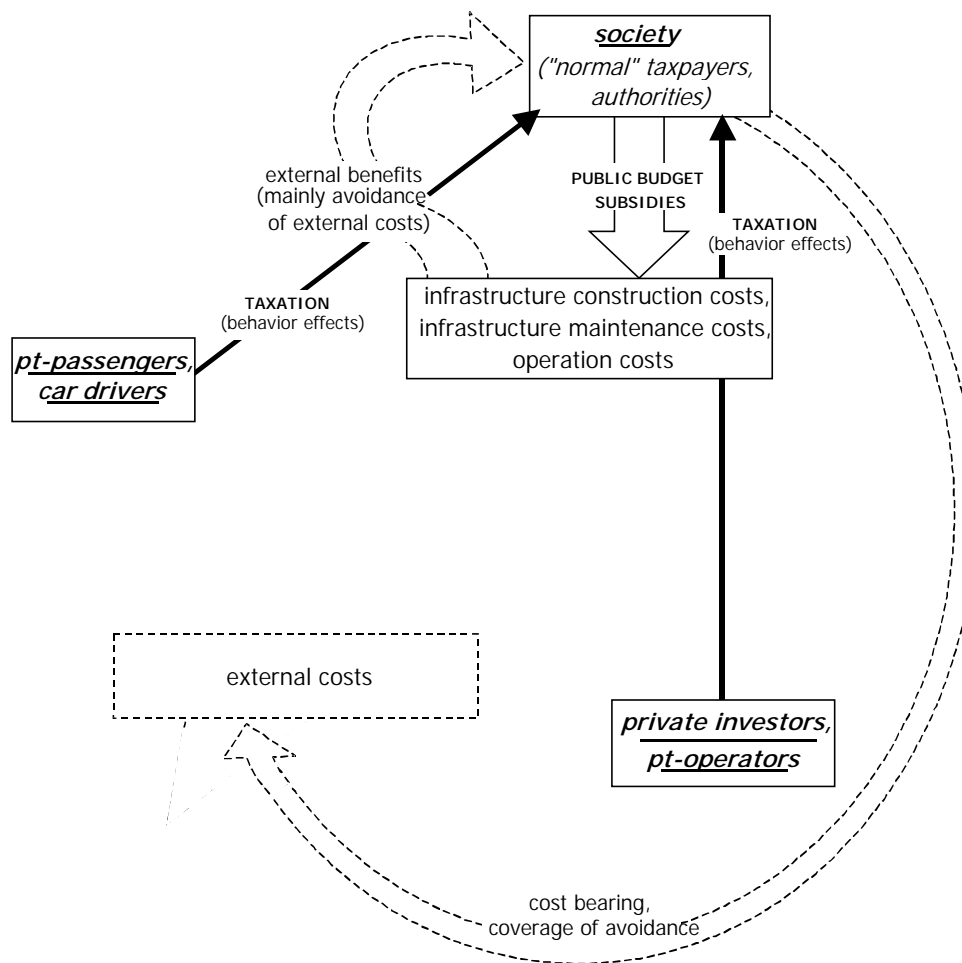 society
("normal" taxpayers,
authorities)
external benefits
(mainly avoidance
of external costs)
PUBLIC BUDGET
SUBSIDIES
TAXATION
(behavior effects)
TAXATION
(behavior effects)
infrastructure construction costs,
infrastructure maintenance costs,
operation costs
pt-passengers,
car drivers
external costs
private investors,
pt-operators
cost bearing,
coverage of avoidance